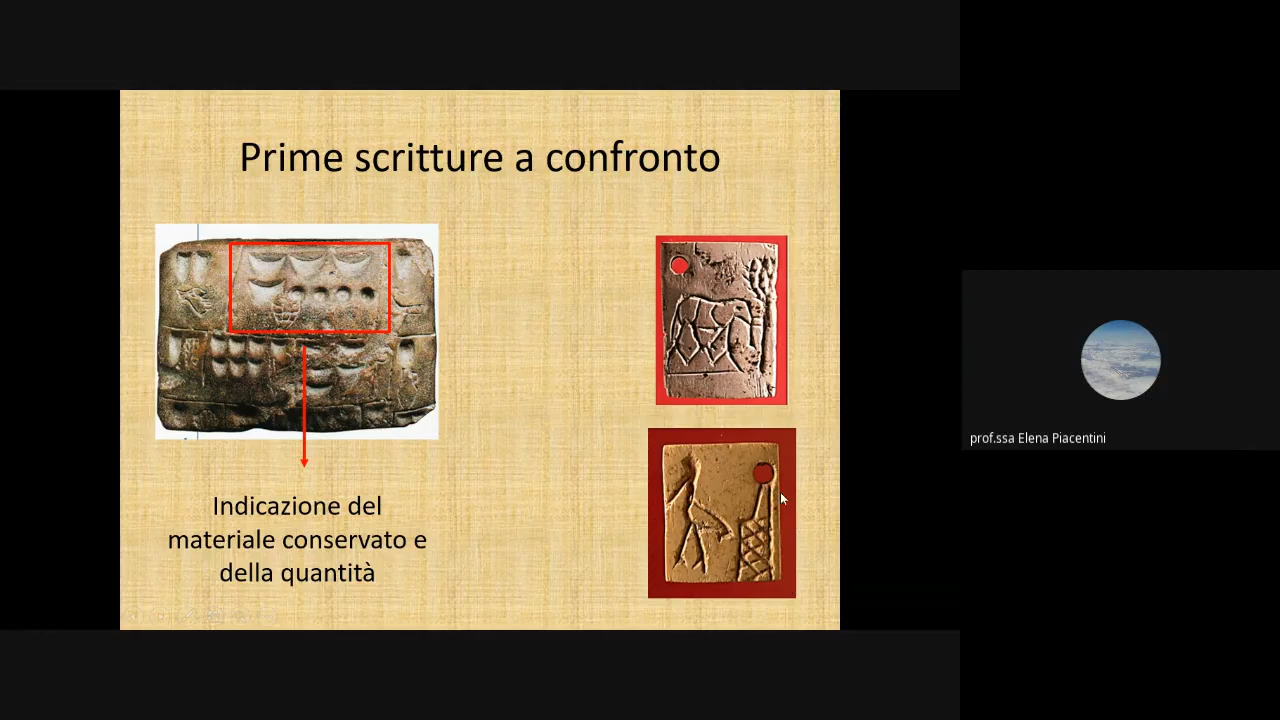 Prime scritture a confronto
Indicazione del
materiale conservato e
della quantità
prof.ssa Elena Piacentini